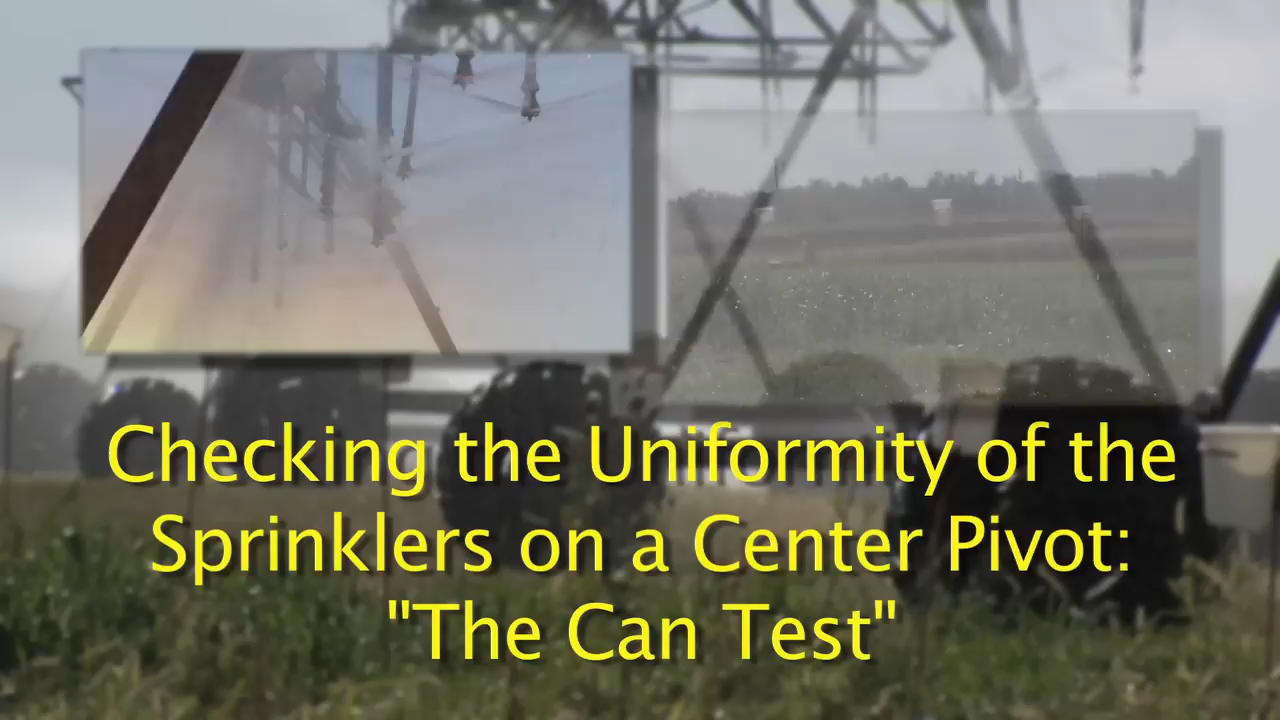 Checking the Uniformity of the
Sprinklers on a Center Pivot:
"The Can Test"